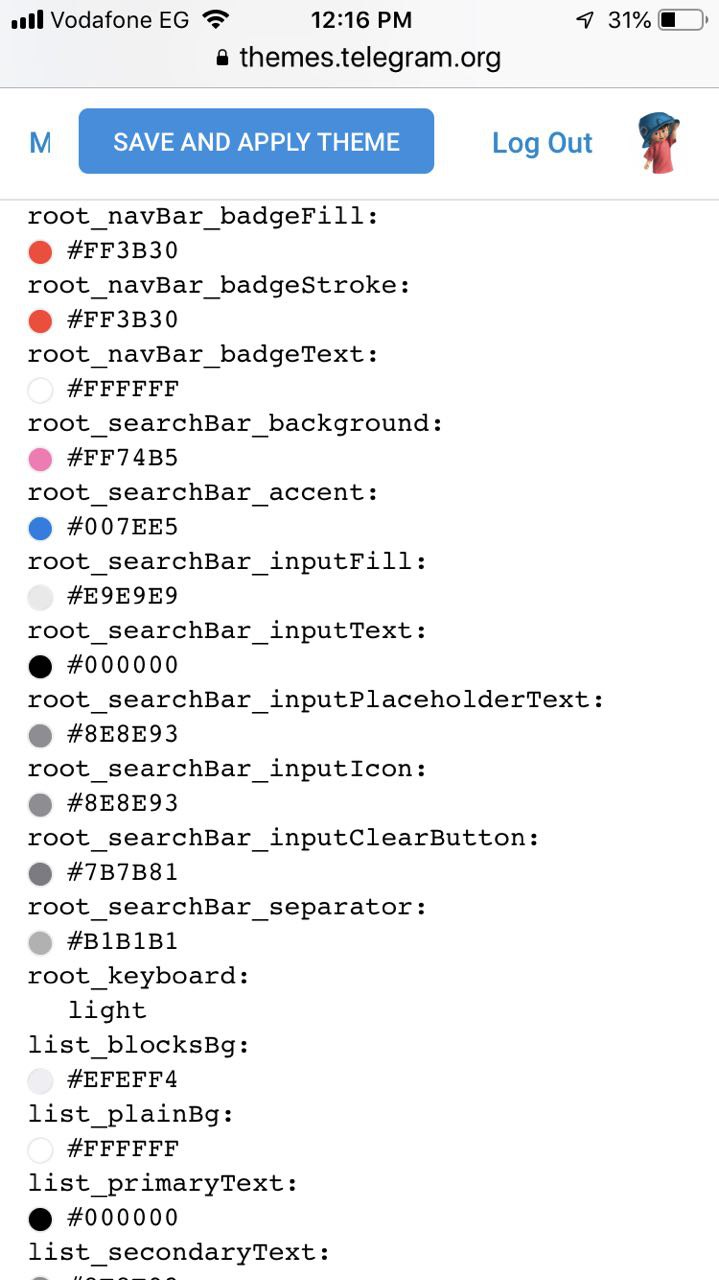 Vodafone EG 12:16 PM 31%
themes.telegram.org
M SAVE AND APPLY THEME Log Out
root_navBar_badgeFill:
#FF3B30
root_navBar_badgeStroke:
#FF3B30
root_navBar_badgeText:
#FFFFFF
root_searchBar_background:
#FF74B5
root_searchBar_accent:
#007EE5
root_searchBar_inputFill:
#E9E9E9
root_searchBar_inputText:
#000000
root_searchBar_inputPlaceholderText:
#8E8E93
root_searchBar_inputIcon:
#8E8E93
root_searchBar_inputClearButton:
#7B7B81
root_searchBar_separator:
#B1B1B1
root_keyboard:
light
list_blocksBg:
#EFEFF4
list_plainBg:
#FFFFFF
list_primaryText:
#000000
list_secondaryText: